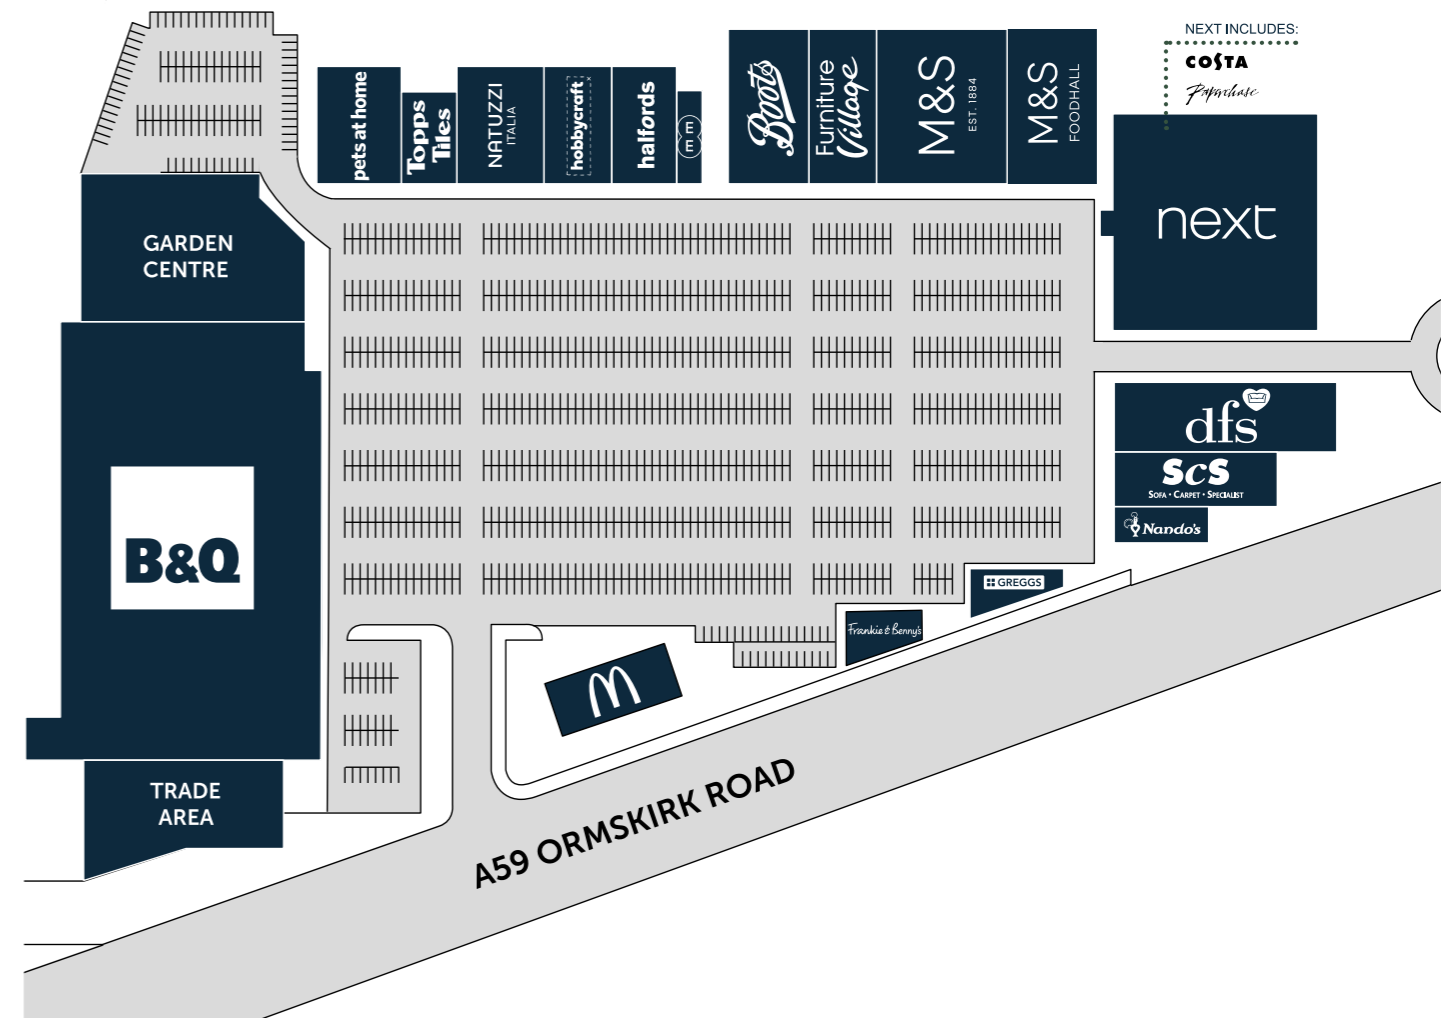 NEXT INCLUDES:
COSTA
Paperchase
pets at home
Topps
Tiles
NATUZZI
ITALIA
hobbycraft
halfords
EE
Boots
Furniture
Village
M&S
EST. 1884
M&S
FOODHALL
next
GARDEN
CENTRE
dfs
ScS
SOFA • CARPET • SPECIALIST
Nando's
B&Q
GREGGS
Frankie & Benny's
M
TRADE
AREA
A59 ORMSKIRK ROAD